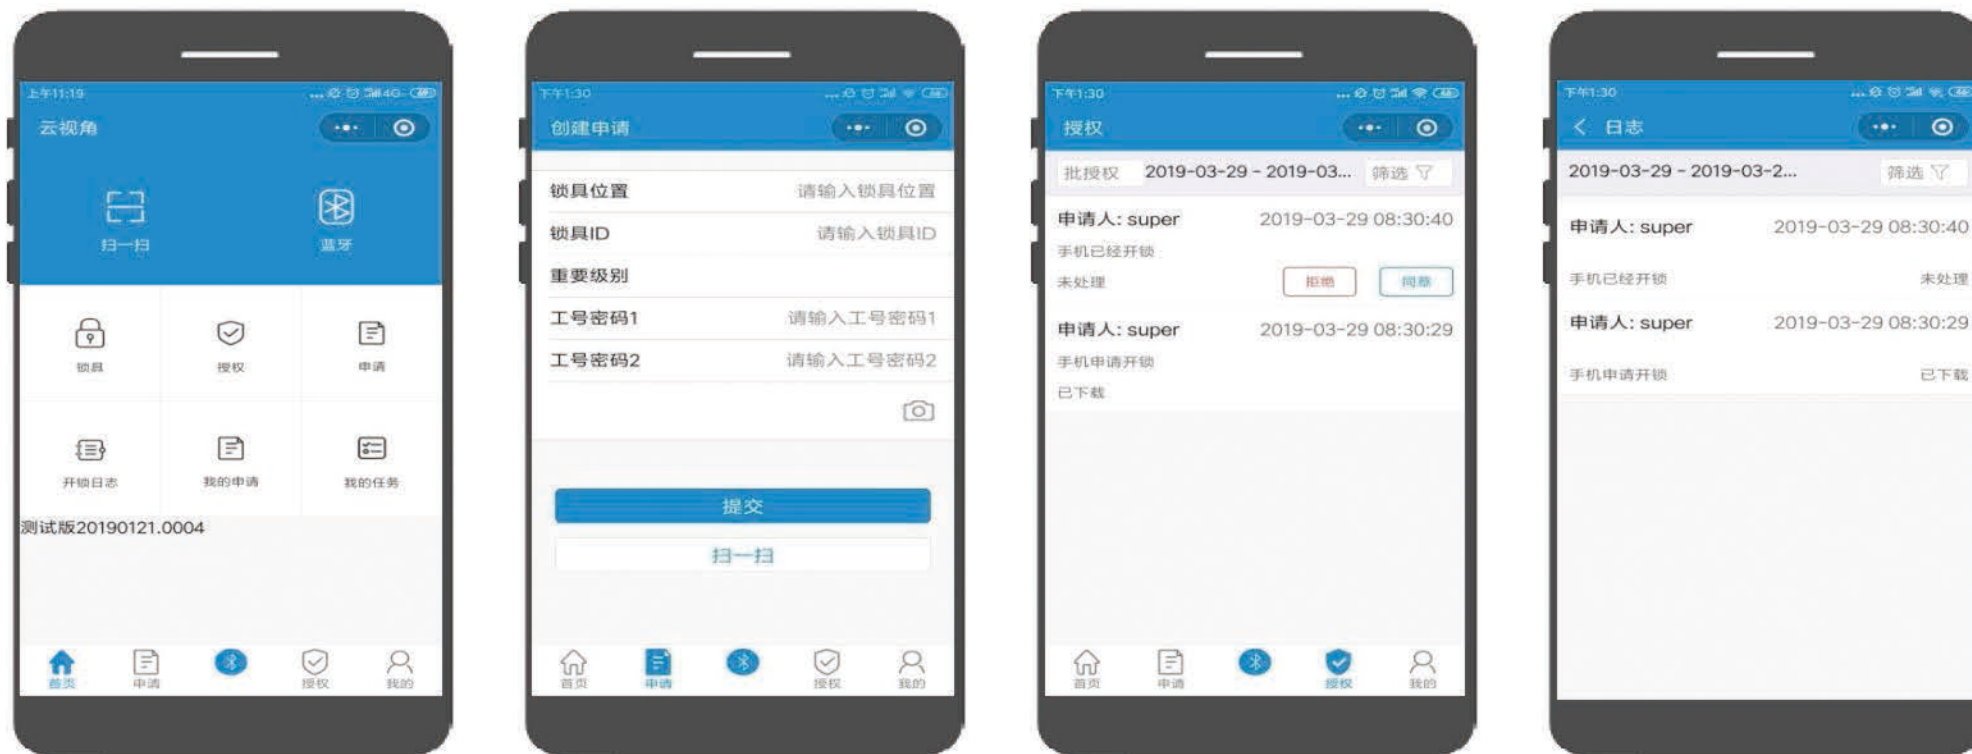 上午11:19
云视角
扫一扫
蓝牙
锁具
授权
申请
开锁日志
我的申请
我的任务
测试版20190121.0004
首页
申请
授权
我的
下午1:30
创建申请
锁具位置
请输入锁具位置
锁具ID
请输入锁具ID
重要级别
工号密码1
请输入工号密码1
工号密码2
请输入工号密码2
提交
扫一扫
首页
申请
授权
我的
下午1:30
授权
批授权
2019-03-29 - 2019-03...
筛选
申请人: super
2019-03-29 08:30:40
手机已经开锁
未处理
拒绝
同意
申请人: super
2019-03-29 08:30:29
手机申请开锁
已下载
首页
申请
授权
我的
下午1:30
日志
2019-03-29 - 2019-03-2...
筛选
申请人: super
2019-03-29 08:30:40
手机已经开锁
未处理
申请人: super
2019-03-29 08:30:29
手机申请开锁
已下载